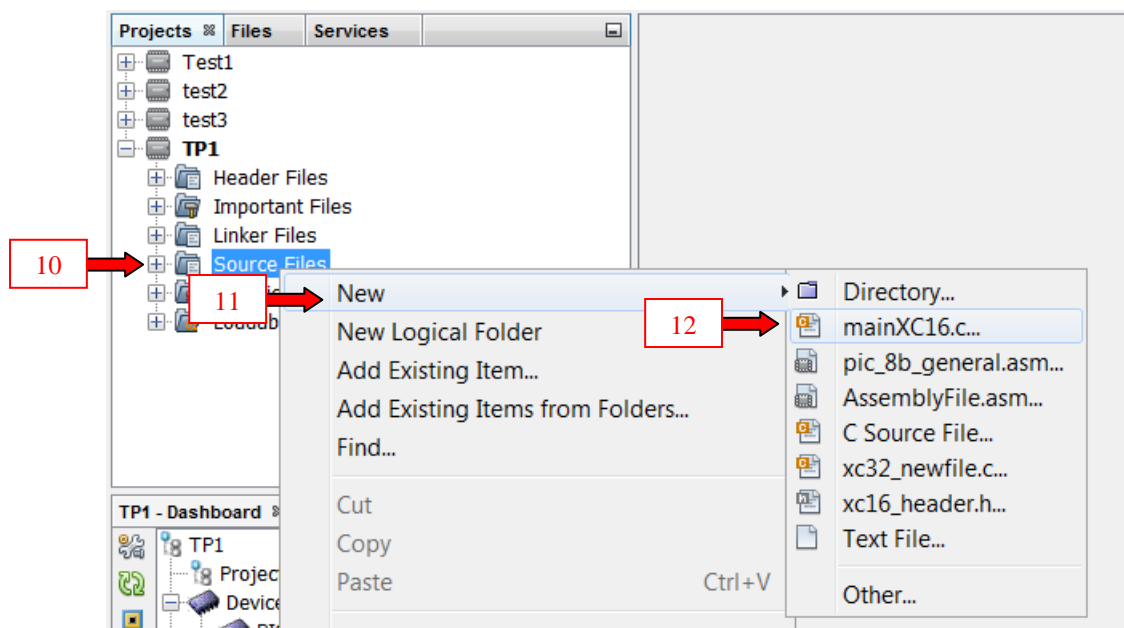 Projects Files Services
Test1
test2
test3
TP1
Header Files
Important Files
Linker Files
10 Source Files
11 New
12
New Logical Folder
Add Existing Item...
Add Existing Items from Folders...
Find...
Cut
Copy
Paste Ctrl+V
Directory...
mainXC16.c...
pic_8b_general.asm...
AssemblyFile.asm...
C Source File...
xc32_newfile.c...
xc16_header.h...
Text File...
Other...
TP1 - Dashboard
TP1
Projec
Device